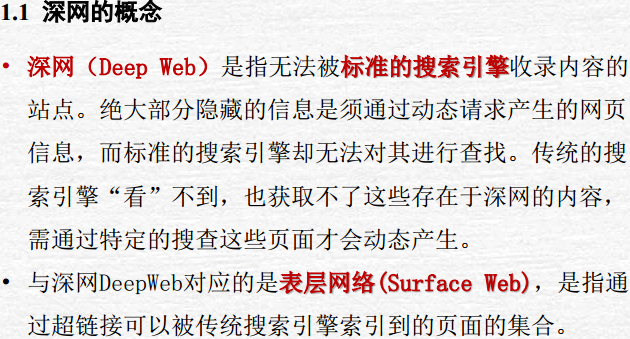 1.1 深网的概念
• 深网（Deep Web）是指无法被标准的搜索引擎收录内容的
站点。绝大部分隐藏的信息是须通过动态请求产生的网页
信息，而标准的搜索引擎却无法对其进行查找。传统的搜
索引擎“看”不到，也获取不了这些存在于深网的内容，
需通过特定的搜查这些页面才会动态产生。
• 与深网DeepWeb对应的是表层网络(Surface Web)，是指通
过超链接可以被传统搜索引擎索引到的页面的集合。